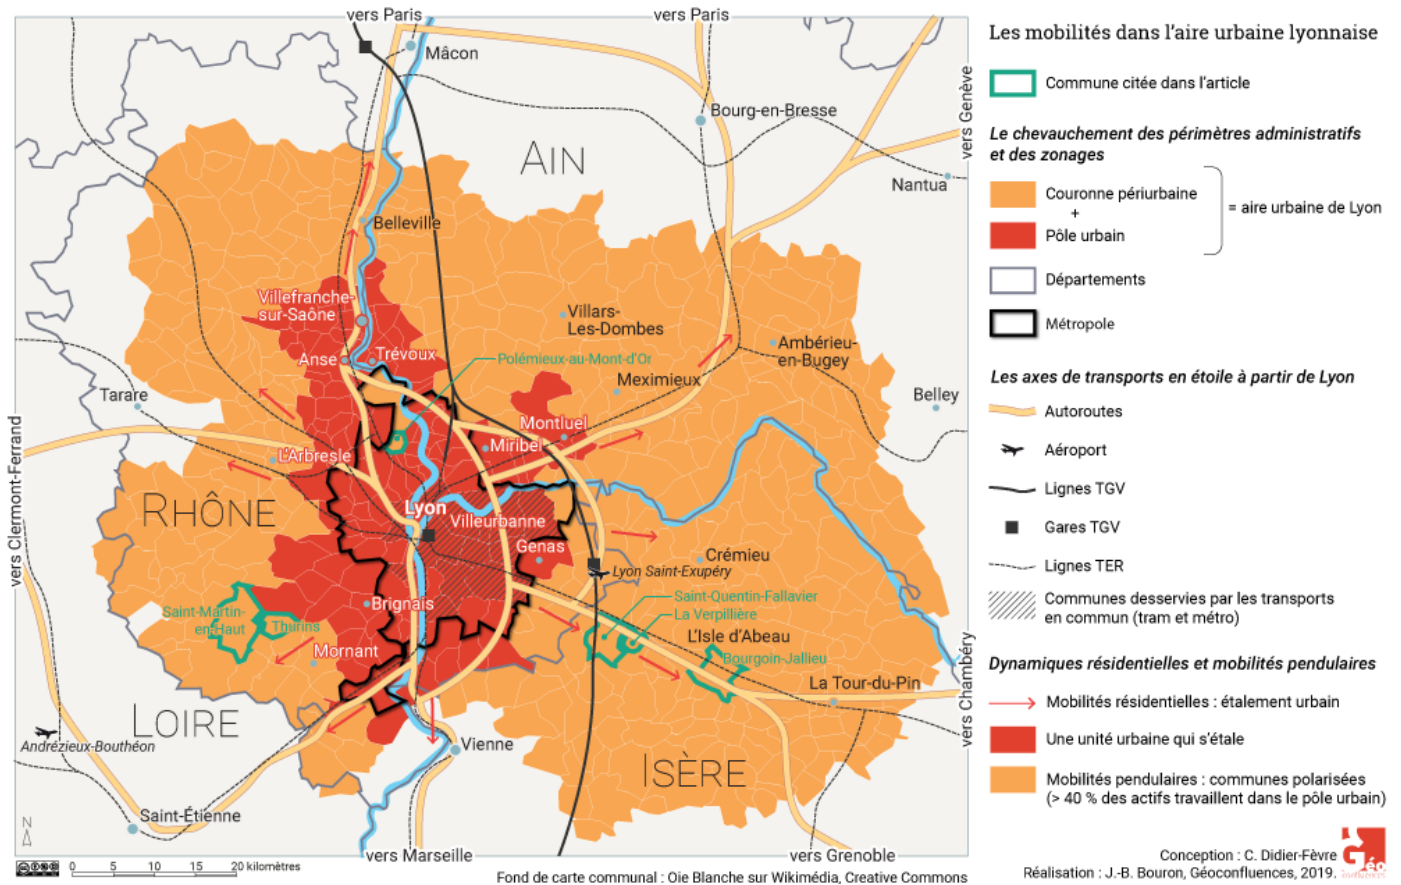 vers Paris
vers Paris
Mâcon
Bourg-en-Bresse
vers Genève
AIN
Nantua
Belleville
Villefranche-
sur-Saône
Villars-
Les-Dombes
Ambérieu-
en-Bugey
Anse
Trévoux
Polémieux-au-Mont-d'Or
Meximieux
Tarare
Belley
Montluel
Miribel
L'Arbresle
vers Clermont-Ferrand
RHÔNE
Lyon
Villeurbanne
Genas
Crémieu
Lyon Saint-Exupéry
Saint-Quentin-Fallavier
La Verpillière
Brignais
Saint-Martin-
en-Haut
Thurins
L'Isle d'Abeau
Bourgoin-Jallieu
Mornant
La Tour-du-Pin
vers Chambéry
LOIRE
Andrézieux-Bouthéon
Vienne
ISÈRE
Saint-Étienne
N
0 5 10 15 20 kilomètres
vers Marseille
vers Grenoble
Fond de carte communal : Oie Blanche sur Wikimédia, Creative Commons
Les mobilités dans l'aire urbaine lyonnaise
Commune citée dans l'article
Le chevauchement des périmètres administratifs
et des zonages
Couronne périurbaine
+
Pôle urbain
= aire urbaine de Lyon
Départements
Métropole
Les axes de transports en étoile à partir de Lyon
Autoroutes
Aéroport
Lignes TGV
Gares TGV
Lignes TER
Communes desservies par les transports
en commun (tram et métro)
Dynamiques résidentielles et mobilités pendulaires
Mobilités résidentielles : étalement urbain
Une unité urbaine qui s'étale
Mobilités pendulaires : communes polarisées
(> 40 % des actifs travaillent dans le pôle urbain)
Conception : C. Didier-Fèvre
Réalisation : J.-B. Bouron, Géoconfluences, 2019.
Géo